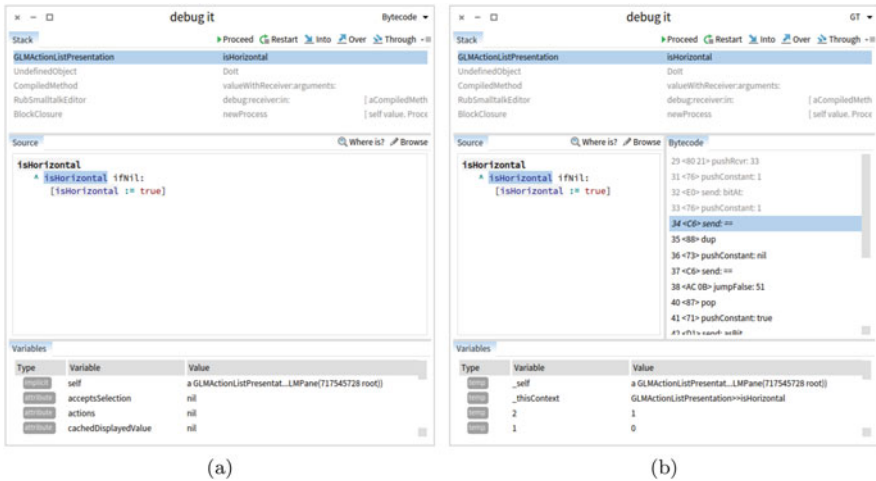 debug it
Bytecode
Stack
Proceed Restart Into Over Through
GLMActionListPresentation isHorizontal
UndefinedObject DoIt
CompiledMethod valueWithReceiver:arguments:
RubSmalltalkEditor debug:receiver:in: [ aCompiledMeth
BlockClosure newProcess [ self value. Proce
Source
Where is? Browse
isHorizontal
^ isHorizontal ifNil:
[isHorizontal := true]
Variables
Type Variable Value
implicit self a GLMActionListPresentat...LMPane(717545728 root))
attribute acceptsSelection nil
attribute actions nil
attribute cachedDisplayedValue nil
(a)
debug it
GT
Stack
Proceed Restart Into Over Through
GLMActionListPresentation isHorizontal
UndefinedObject DoIt
CompiledMethod valueWithReceiver:arguments:
RubSmalltalkEditor debug:receiver:in: [ aCompiledMeth
BlockClosure newProcess [ self value. Proce
Source
Where is? Browse
isHorizontal
^ isHorizontal ifNil:
[isHorizontal := true]
Bytecode
29 <80 21> pushRcvr: 33
31 <76> pushConstant: 1
32 <E0> send: bitAt:
33 <76> pushConstant: 1
34 <C6> send: ==
35 <88> dup
36 <73> pushConstant: nil
37 <C6> send: ==
38 <AC 0B> jumpFalse: 51
40 <87> pop
41 <71> pushConstant: true
42 <D1> send: asBit
Variables
Type Variable Value
temp _self a GLMActionListPresentat...LMPane(717545728 root))
temp _thisContext GLMActionListPresentation>>isHorizontal
temp 2 1
temp 1 0
(b)